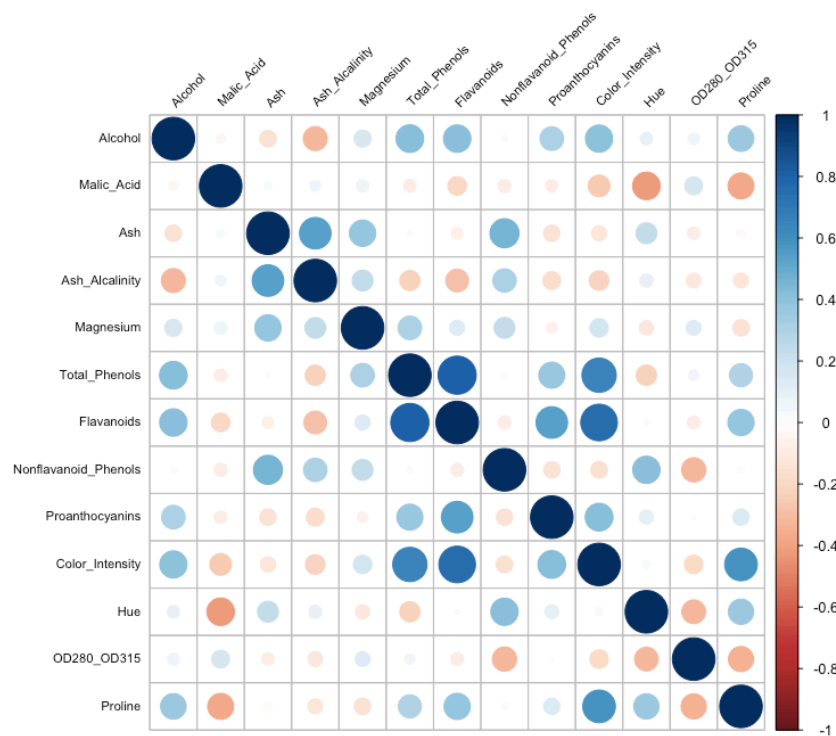 Alcohol
Malic_Acid
Ash
Ash_Alcalinity
Magnesium
Total_Phenols
Flavanoids
Nonflavanoid_Phenols
Proanthocyanins
Color_Intensity
Hue
OD280_OD315
Proline
Alcohol
Malic_Acid
Ash
Ash_Alcalinity
Magnesium
Total_Phenols
Flavanoids
Nonflavanoid_Phenols
Proanthocyanins
Color_Intensity
Hue
OD280_OD315
Proline
1
0.8
0.6
0.4
0.2
0
-0.2
-0.4
-0.6
-0.8
-1